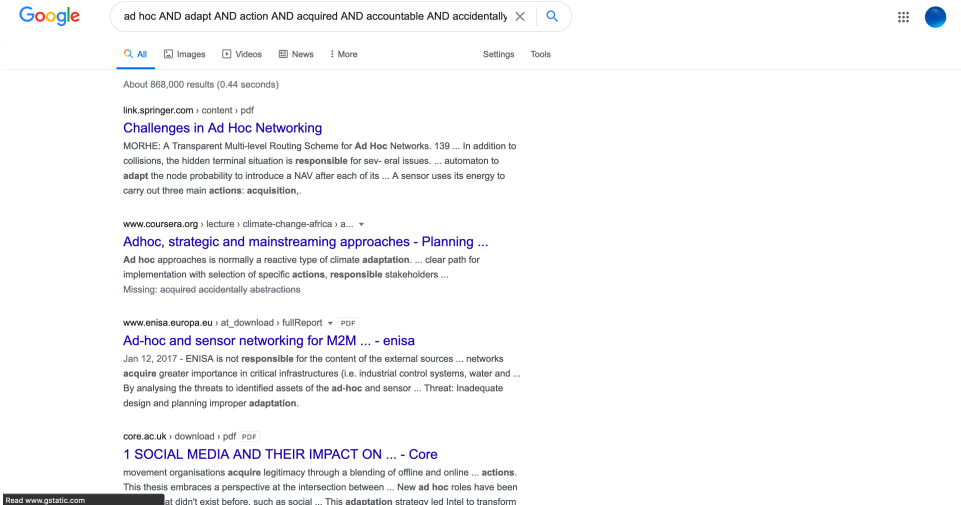 Google
ad hoc AND adapt AND action AND acquired AND accountable AND accidentally
All Images Videos News More Settings Tools
About 868,000 results (0.44 seconds)
link.springer.com › content › pdf
Challenges in Ad Hoc Networking
MORHE: A Transparent Multi-level Routing Scheme for Ad Hoc Networks. 139 ... In addition to
collisions, the hidden terminal situation is responsible for sev- eral issues. ... automaton to
adapt the node probability to introduce a NAV after each of its ... A sensor uses its energy to
carry out three main actions: acquisition,.
www.coursera.org › lecture › climate-change-africa › a...
Adhoc, strategic and mainstreaming approaches - Planning ...
Ad hoc approaches is normally a reactive type of climate adaptation. ... clear path for
implementation with selection of specific actions, responsible stakeholders ...
Missing: acquired accidentally abstractions
www.enisa.europa.eu › at_download › fullReport PDF
Ad-hoc and sensor networking for M2M ... - enisa
Jan 12, 2017 - ENISA is not responsible for the content of the external sources ... networks
acquire greater importance in critical infrastructures (i.e. industrial control systems, water and ...
By analysing the threats to identified assets of the ad-hoc and sensor ... Threat: Inadequate
design and planning improper adaptation.
core.ac.uk › download › pdf PDF
1 SOCIAL MEDIA AND THEIR IMPACT ON ... - Core
movement organisations acquire legitimacy through a blending of offline and online ... actions.
This thesis embraces a perspective at the intersection between ... New ad hoc roles have been
at didn't exist before, such as social ... This adaptation strategy led Intel to transform
Read www.gstatic.com